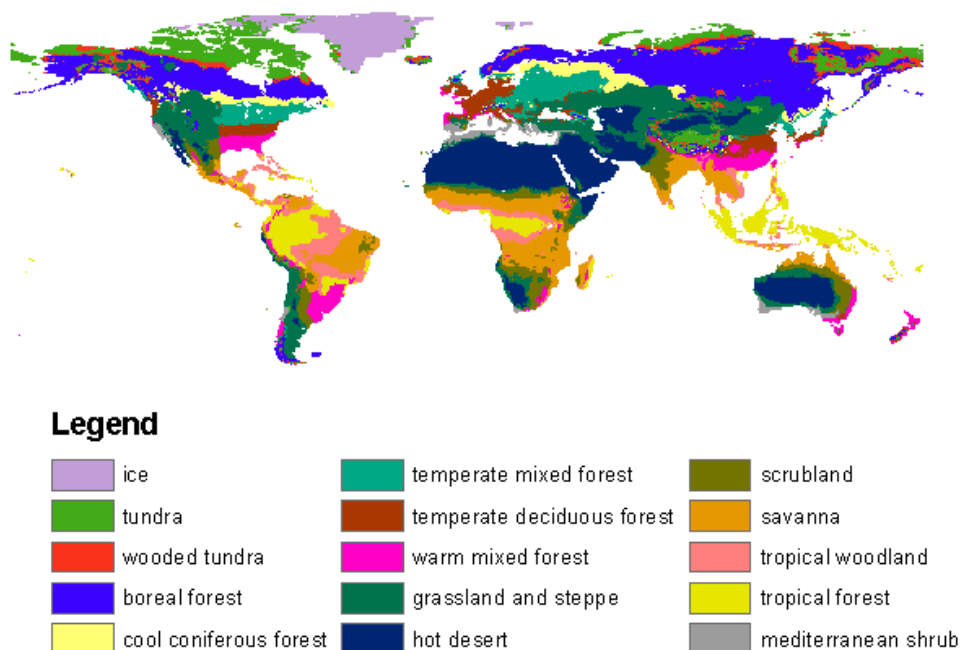 Legend
ice
tundra
wooded tundra
boreal forest
cool coniferous forest
temperate mixed forest
temperate deciduous forest
warm mixed forest
grassland and steppe
hot desert
scrubland
savanna
tropical woodland
tropical forest
mediterranean shrub